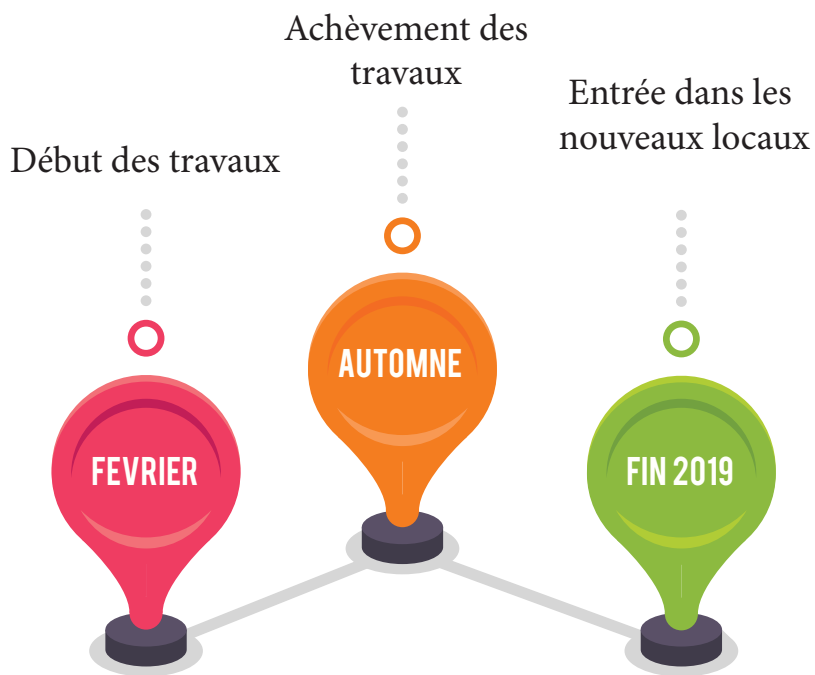 Début des travaux
FEVRIER
Achèvement des
travaux
AUTOMNE
Entrée dans les
nouveaux locaux
FIN 2019